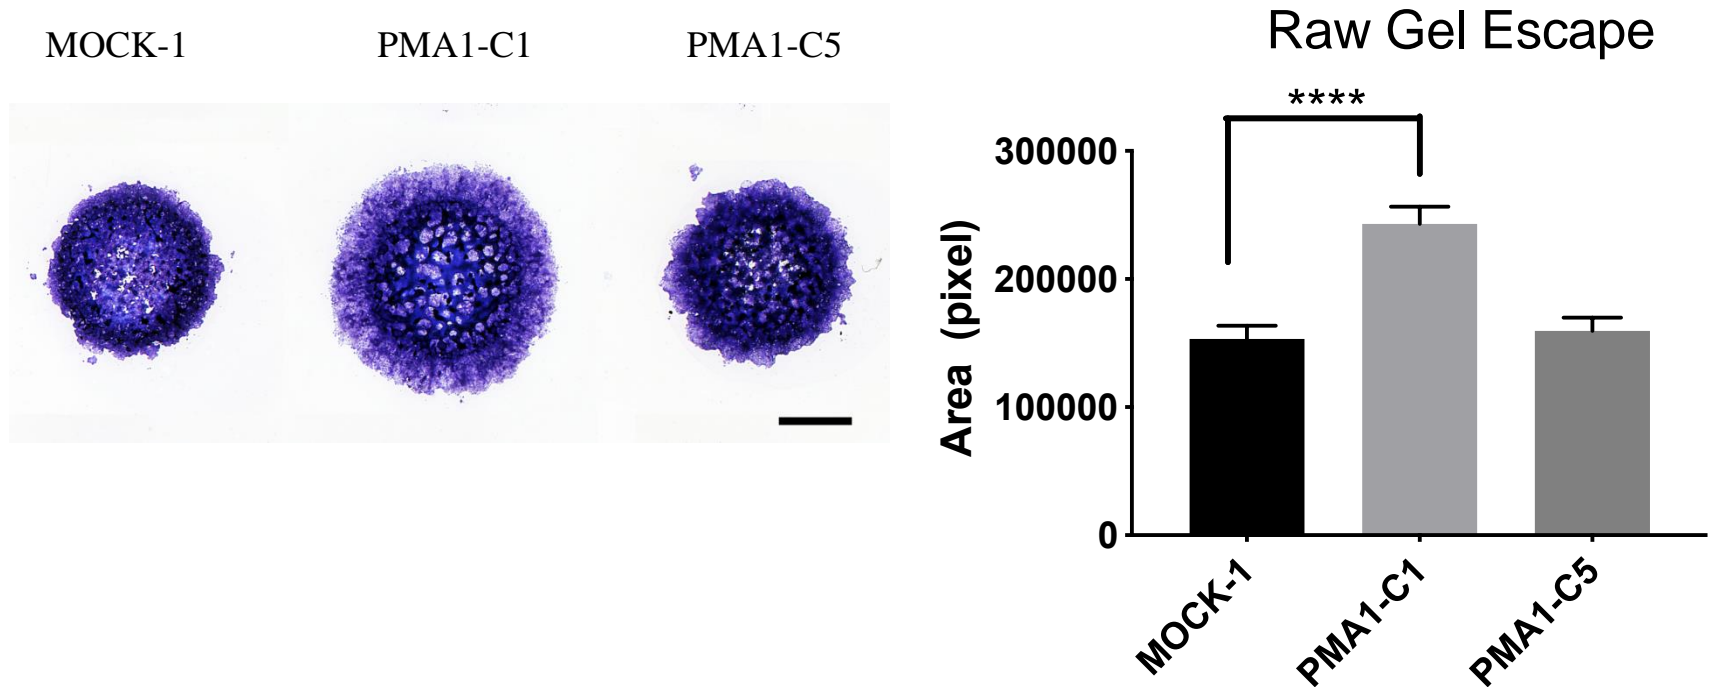 MOCK-1 PMA1-C1 PMA1-C5
Raw Gel Escape
****
300000
200000
100000
0
Area (pixel)
MOCK-1
PMA1-C1
PMA1-C5